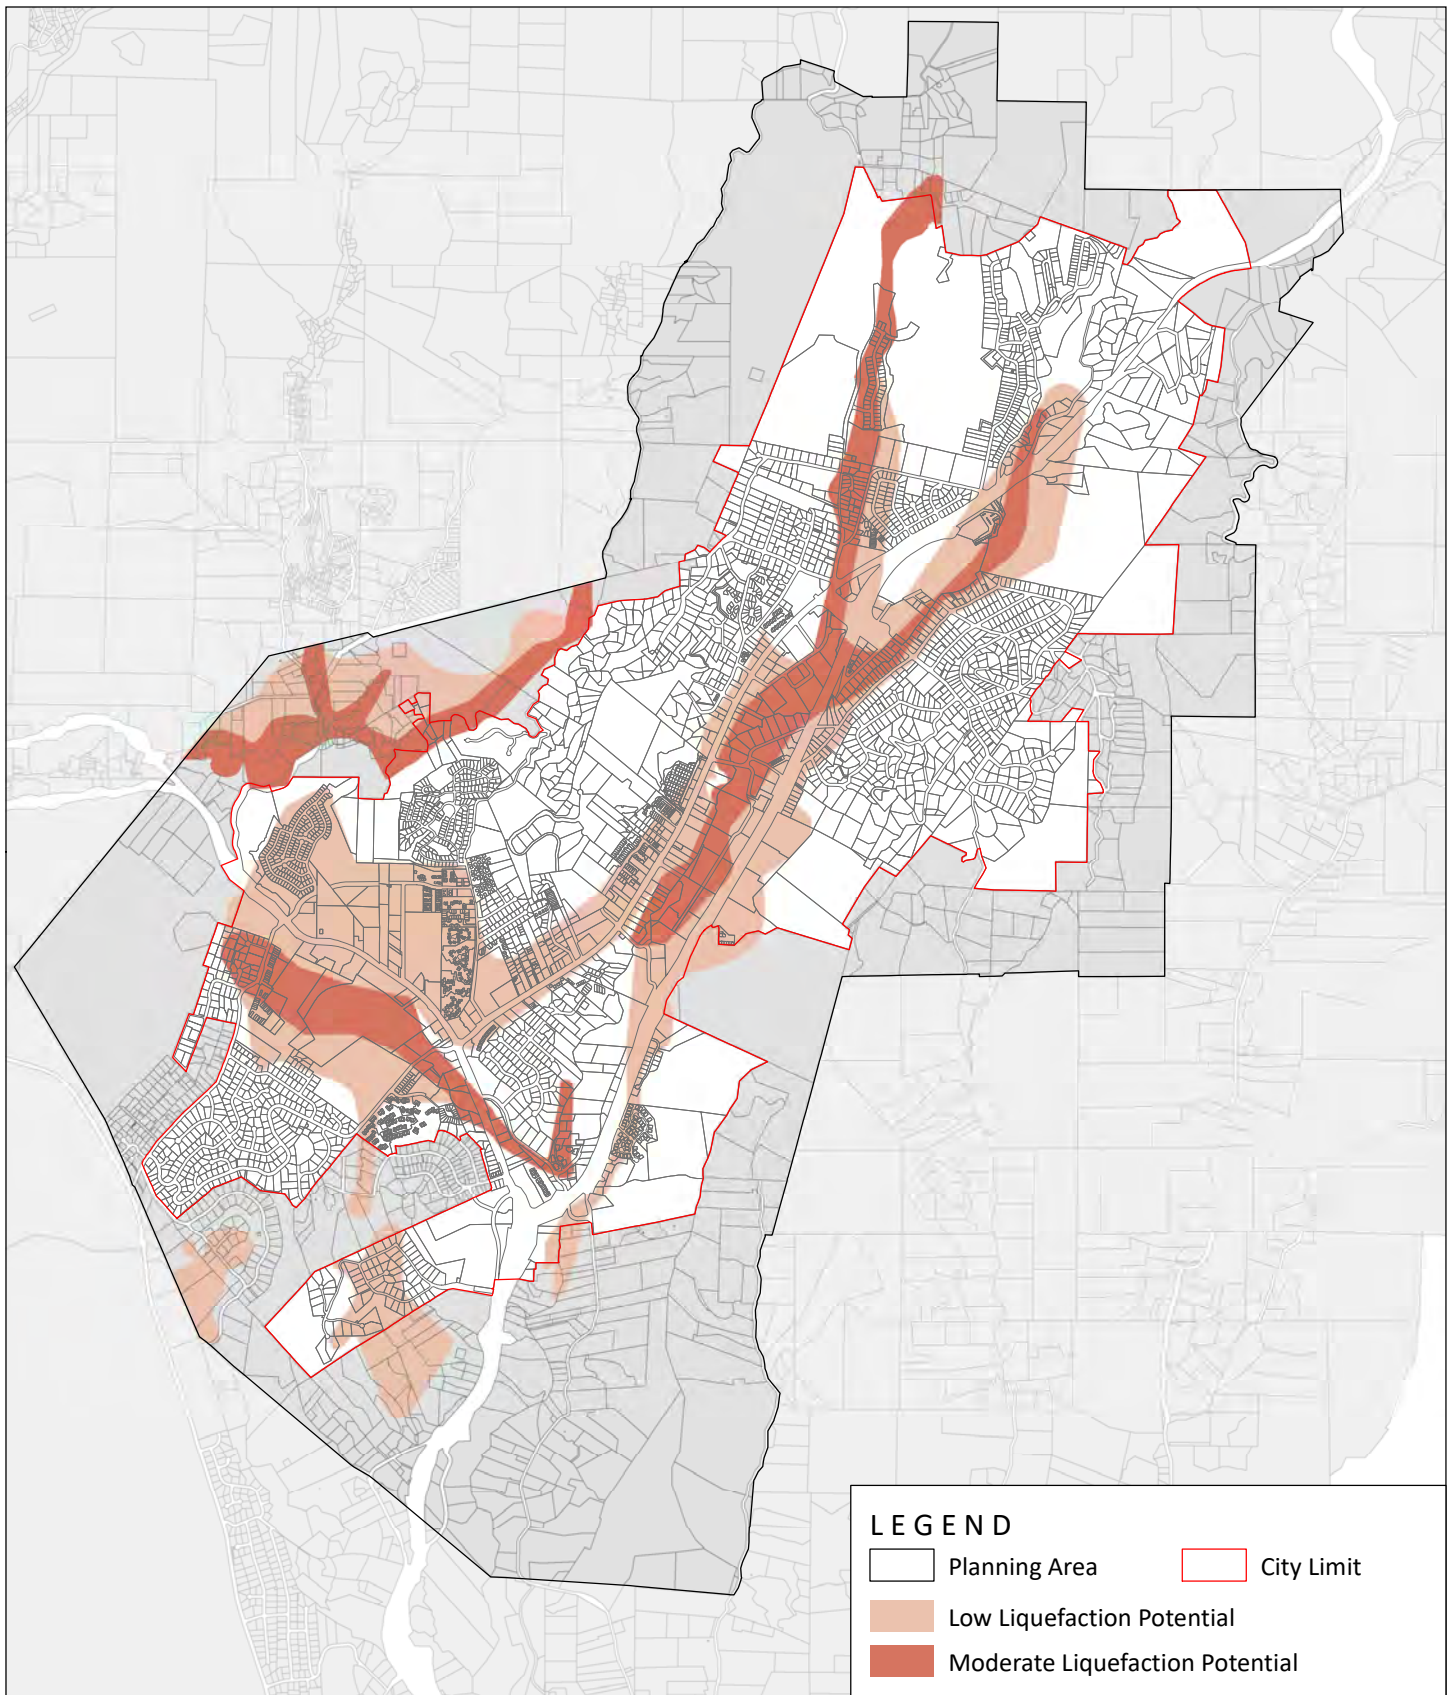 LEGEND
Planning Area
City Limit
Low Liquefaction Potential
Moderate Liquefaction Potential